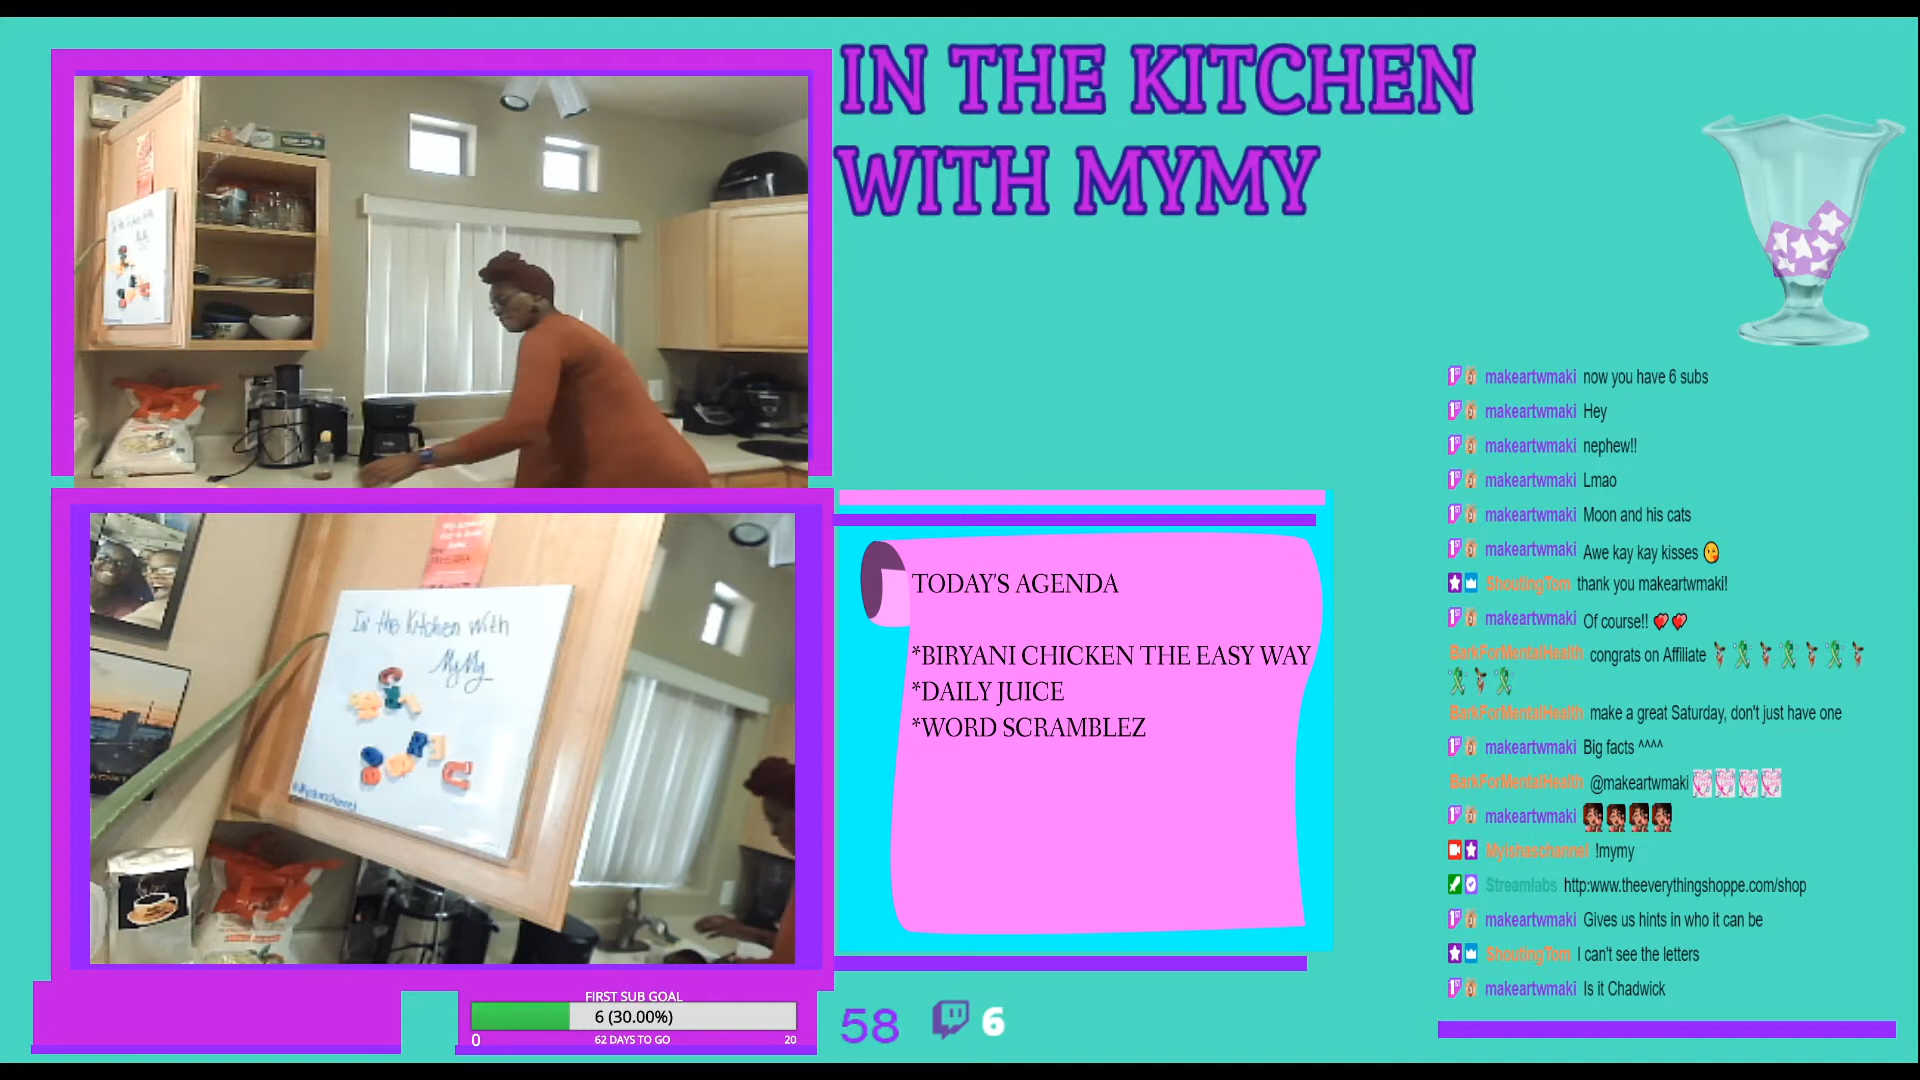 IN THE KITCHEN
WITH MYMY
In the Kitchen with
MyMy
TODAY'S AGENDA
*BIRYANI CHICKEN THE EASY WAY
*DAILY JUICE
*WORD SCRAMBLEZ
FIRST SUB GOAL
6 (30.00%)
0
62 DAYS TO GO
20
58
6
makeartwmaki now you have 6 subs
makeartwmaki Hey
makeartwmaki nephew!!
makeartwmaki Lmao
makeartwmaki Moon and his cats
makeartwmaki Awe kay kay kisses 😘
ShoutingTom thank you makeartwmaki!
makeartwmaki Of course!! ❤️❤️
BarkForMentalHealth congrats on Affiliate
BarkForMentalHealth make a great Saturday, don't just have one
makeartwmaki Big facts ^^^^
BarkForMentalHealth @makeartwmaki
makeartwmaki
Myishaschannel !mymy
Streamlabs http:www.theeverythingshoppe.com/shop
makeartwmaki Gives us hints in who it can be
ShoutingTom I can't see the letters
makeartwmaki Is it Chadwick